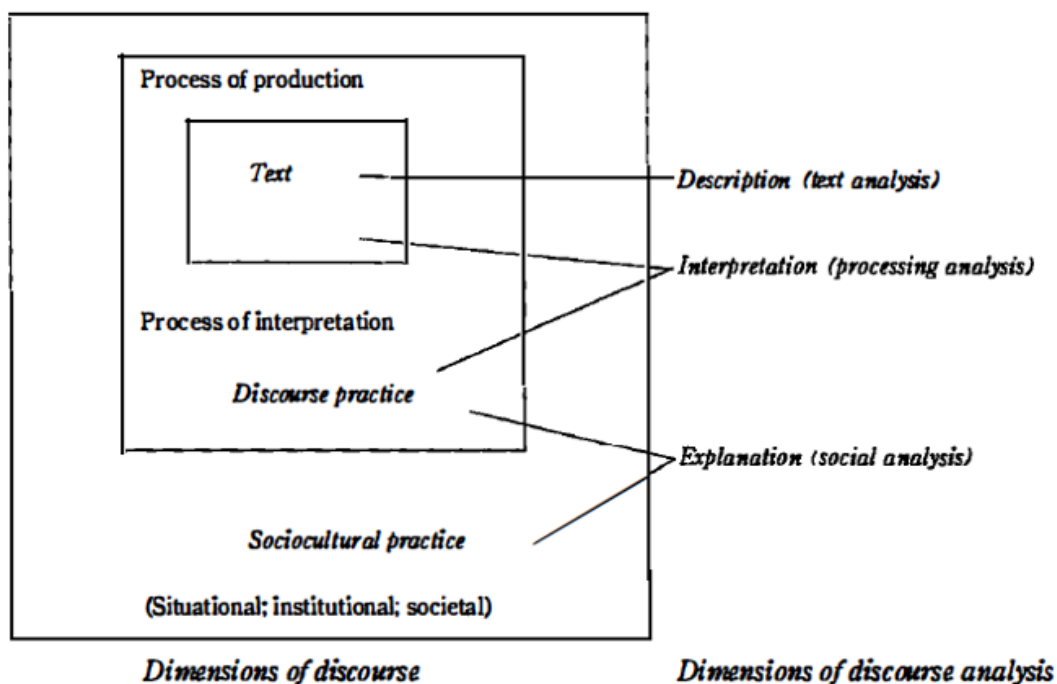 Process of production
Text
Description (text analysis)
Interpretation (processing analysis)
Process of interpretation
Discourse practice
Explanation (social analysis)
Sociocultural practice
(Situational; institutional; societal)
Dimensions of discourse
Dimensions of discourse analysis